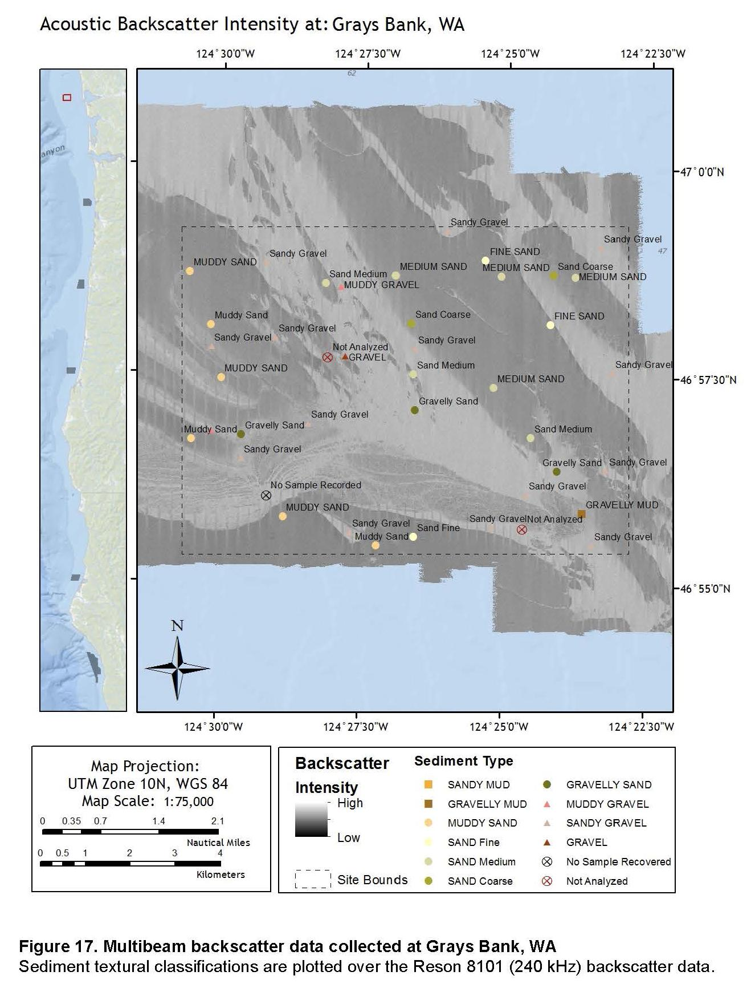 Acoustic Backscatter Intensity at: Grays Bank, WA
124°30'0"W 124°27'30"W 124°25'0"W 124°22'30"W
62
anyon
47°0'0"N
Sandy Gravel
Sandy Gravel
47
FINE SAND
Sandy Gravel
MUDDY SAND
MEDIUM SAND
MEDIUM SAND
Sand Coarse
Sand Medium
MEDIUM SAND
MUDDY GRAVEL
Muddy Sand
Sand Coarse
FINE SAND
Sandy Gravel
Sandy Gravel
Sandy Gravel
Not Analyzed
GRAVEL
Sand Medium
Sandy Gravel
MUDDY SAND
MEDIUM SAND
46°57'30"N
Gravelly Sand
Sandy Gravel
Muddy Sand
Gravelly Sand
Sand Medium
Sandy Gravel
Gravelly Sand
Sandy Gravel
No Sample Recorded
Sandy Gravel
MUDDY SAND
GRAVELLY MUD
Sandy Gravel
Not Analyzed
Sandy Gravel
Sand Fine
Muddy Sand
Sandy Gravel
46°55'0"N
N
124°30'0"W 124°27'30"W 124°25'0"W 124°22'30"W
Map Projection:
UTM Zone 10N, WGS 84
Map Scale: 1:75,000
0 0.35 0.7 1.4 2.1
Nautical Miles
0 0.5 1 2 3 4
Kilometers
Backscatter
Intensity
High
Low
Site Bounds
Sediment Type
SANDY MUD
GRAVELLY MUD
MUDDY SAND
SAND Fine
SAND Medium
SAND Coarse
GRAVELLY SAND
MUDDY GRAVEL
SANDY GRAVEL
GRAVEL
No Sample Recovered
Not Analyzed
Figure 17. Multibeam backscatter data collected at Grays Bank, WA
Sediment textural classifications are plotted over the Reson 8101 (240 kHz) backscatter data.